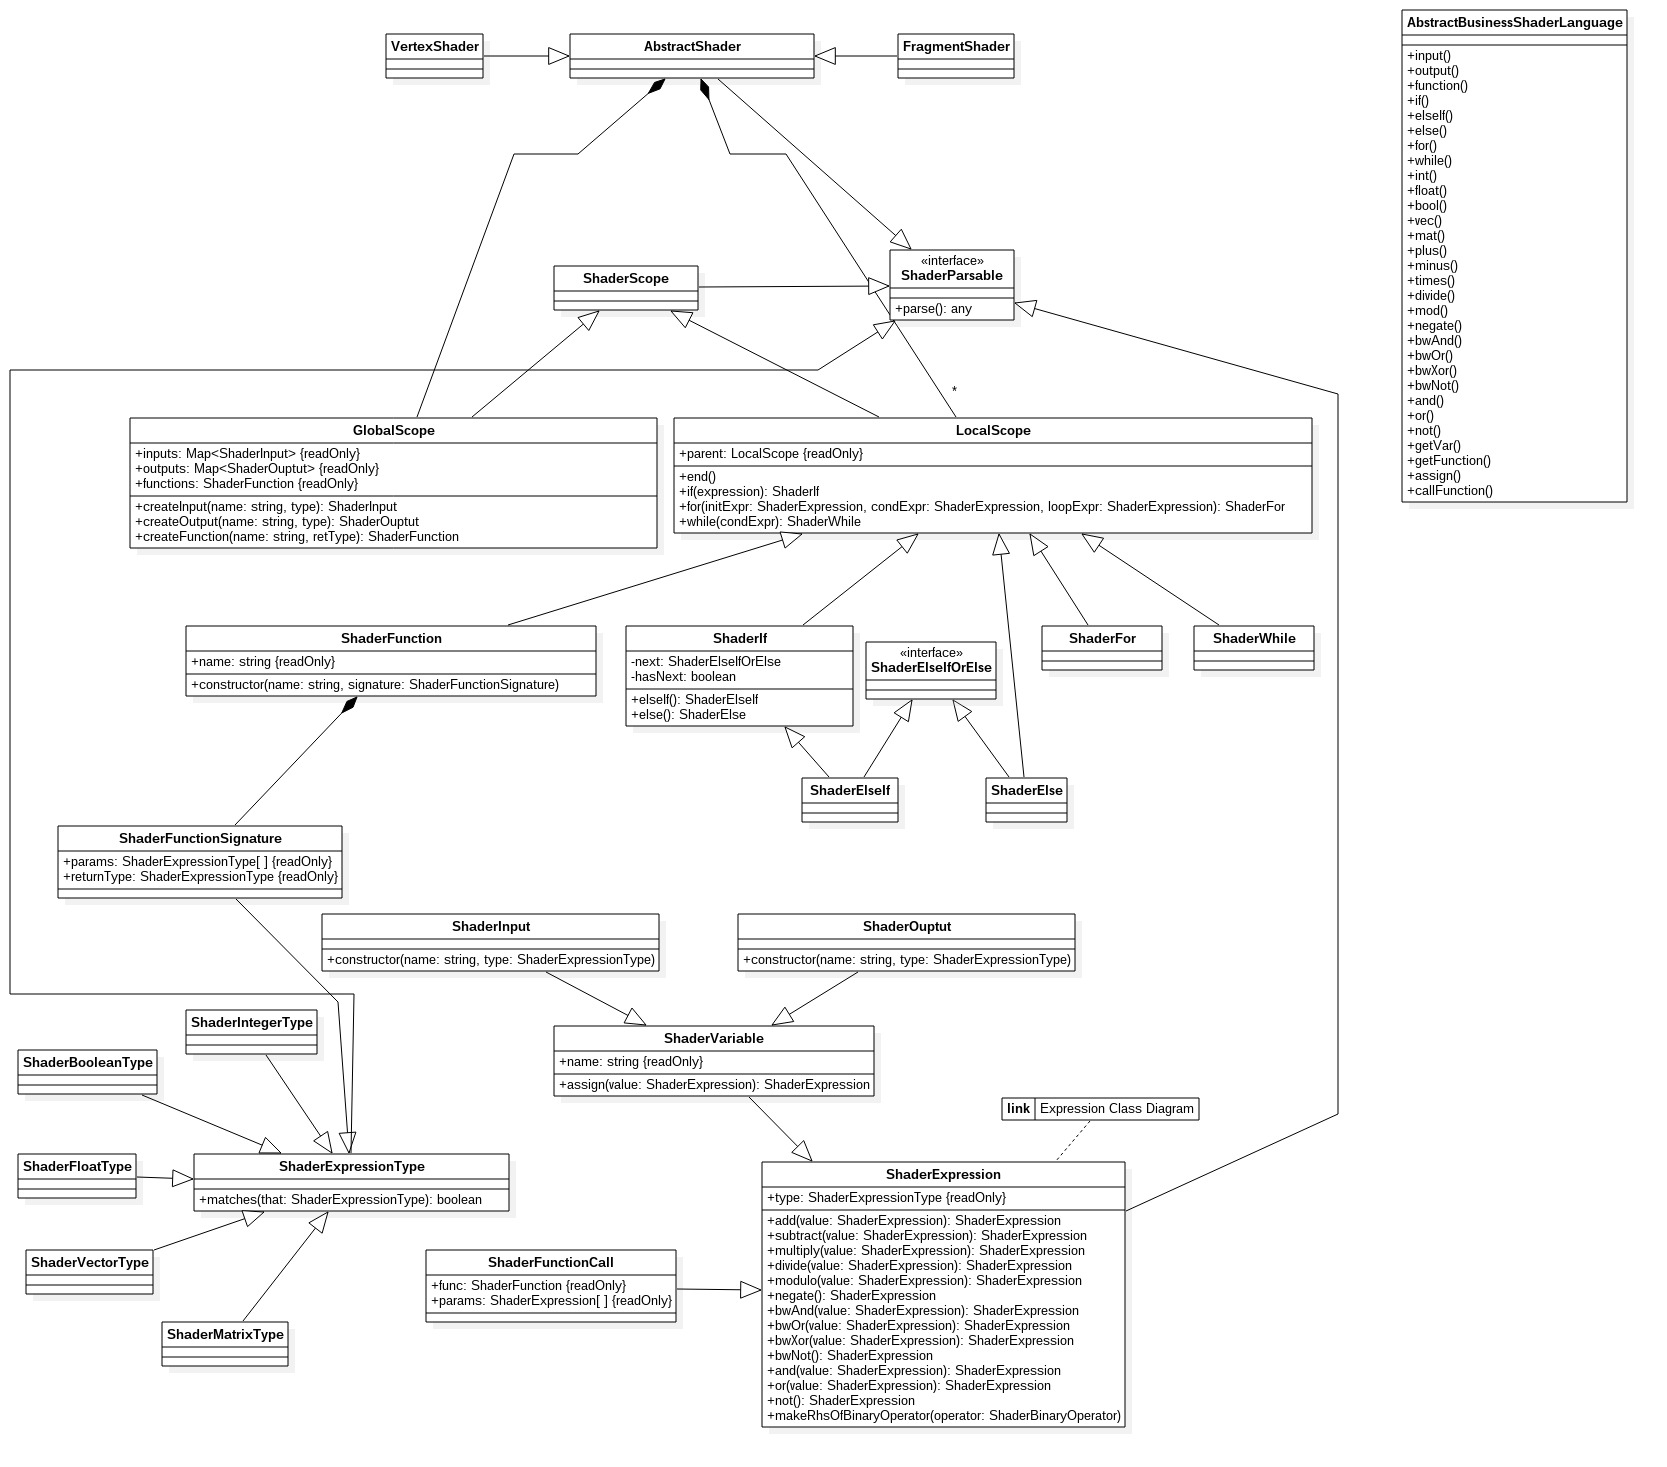 VertexShader
AbstractShader
FragmentShader
AbstractBusinessShaderLanguage
+input()
+output()
+function()
+if()
+elseIf()
+else()
+for()
+while()
+int()
+float()
+bool()
+vec()
+mat()
+plus()
+minus()
+times()
+divide()
+mod()
+negate()
+bwAnd()
+bwOr()
+bwXor()
+bwNot()
+and()
+or()
+not()
+getVar()
+getFunction()
+assign()
+callFunction()
ShaderScope
«interface»
ShaderParsable
+parse(): any
*
GlobalScope
+inputs: Map<ShaderInput> {readOnly}
+outputs: Map<ShaderOuptut> {readOnly}
+functions: ShaderFunction {readOnly}
+createInput(name: string, type): ShaderInput
+createOutput(name: string, type): ShaderOuptut
+createFunction(name: string, retType): ShaderFunction
LocalScope
+parent: LocalScope {readOnly}
+end()
+if(expression): ShaderIf
+for(initExpr: ShaderExpression, condExpr: ShaderExpression, loopExpr: ShaderExpression): ShaderFor
+while(condExpr): ShaderWhile
ShaderFunction
+name: string {readOnly}
+constructor(name: string, signature: ShaderFunctionSignature)
ShaderIf
-next: ShaderElseIfOrElse
-hasNext: boolean
+elseIf(): ShaderElseIf
+else(): ShaderElse
«interface»
ShaderElseIfOrElse
ShaderFor
ShaderWhile
ShaderElseIf
ShaderElse
ShaderFunctionSignature
+params: ShaderExpressionType[ ] {readOnly}
+returnType: ShaderExpressionType {readOnly}
ShaderInput
+constructor(name: string, type: ShaderExpressionType)
ShaderOuptut
+constructor(name: string, type: ShaderExpressionType)
ShaderIntegerType
ShaderBooleanType
ShaderVariable
+name: string {readOnly}
+assign(value: ShaderExpression): ShaderExpression
link Expression Class Diagram
ShaderFloatType
ShaderExpressionType
+matches(that: ShaderExpressionType): boolean
ShaderVectorType
ShaderMatrixType
ShaderFunctionCall
+func: ShaderFunction {readOnly}
+params: ShaderExpression[ ] {readOnly}
ShaderExpression
+type: ShaderExpressionType {readOnly}
+add(value: ShaderExpression): ShaderExpression
+subtract(value: ShaderExpression): ShaderExpression
+multiply(value: ShaderExpression): ShaderExpression
+divide(value: ShaderExpression): ShaderExpression
+modulo(value: ShaderExpression): ShaderExpression
+negate(): ShaderExpression
+bwAnd(value: ShaderExpression): ShaderExpression
+bwOr(value: ShaderExpression): ShaderExpression
+bwXor(value: ShaderExpression): ShaderExpression
+bwNot(): ShaderExpression
+and(value: ShaderExpression): ShaderExpression
+or(value: ShaderExpression): ShaderExpression
+not(): ShaderExpression
+makeRhsOfBinaryOperator(operator: ShaderBinaryOperator)